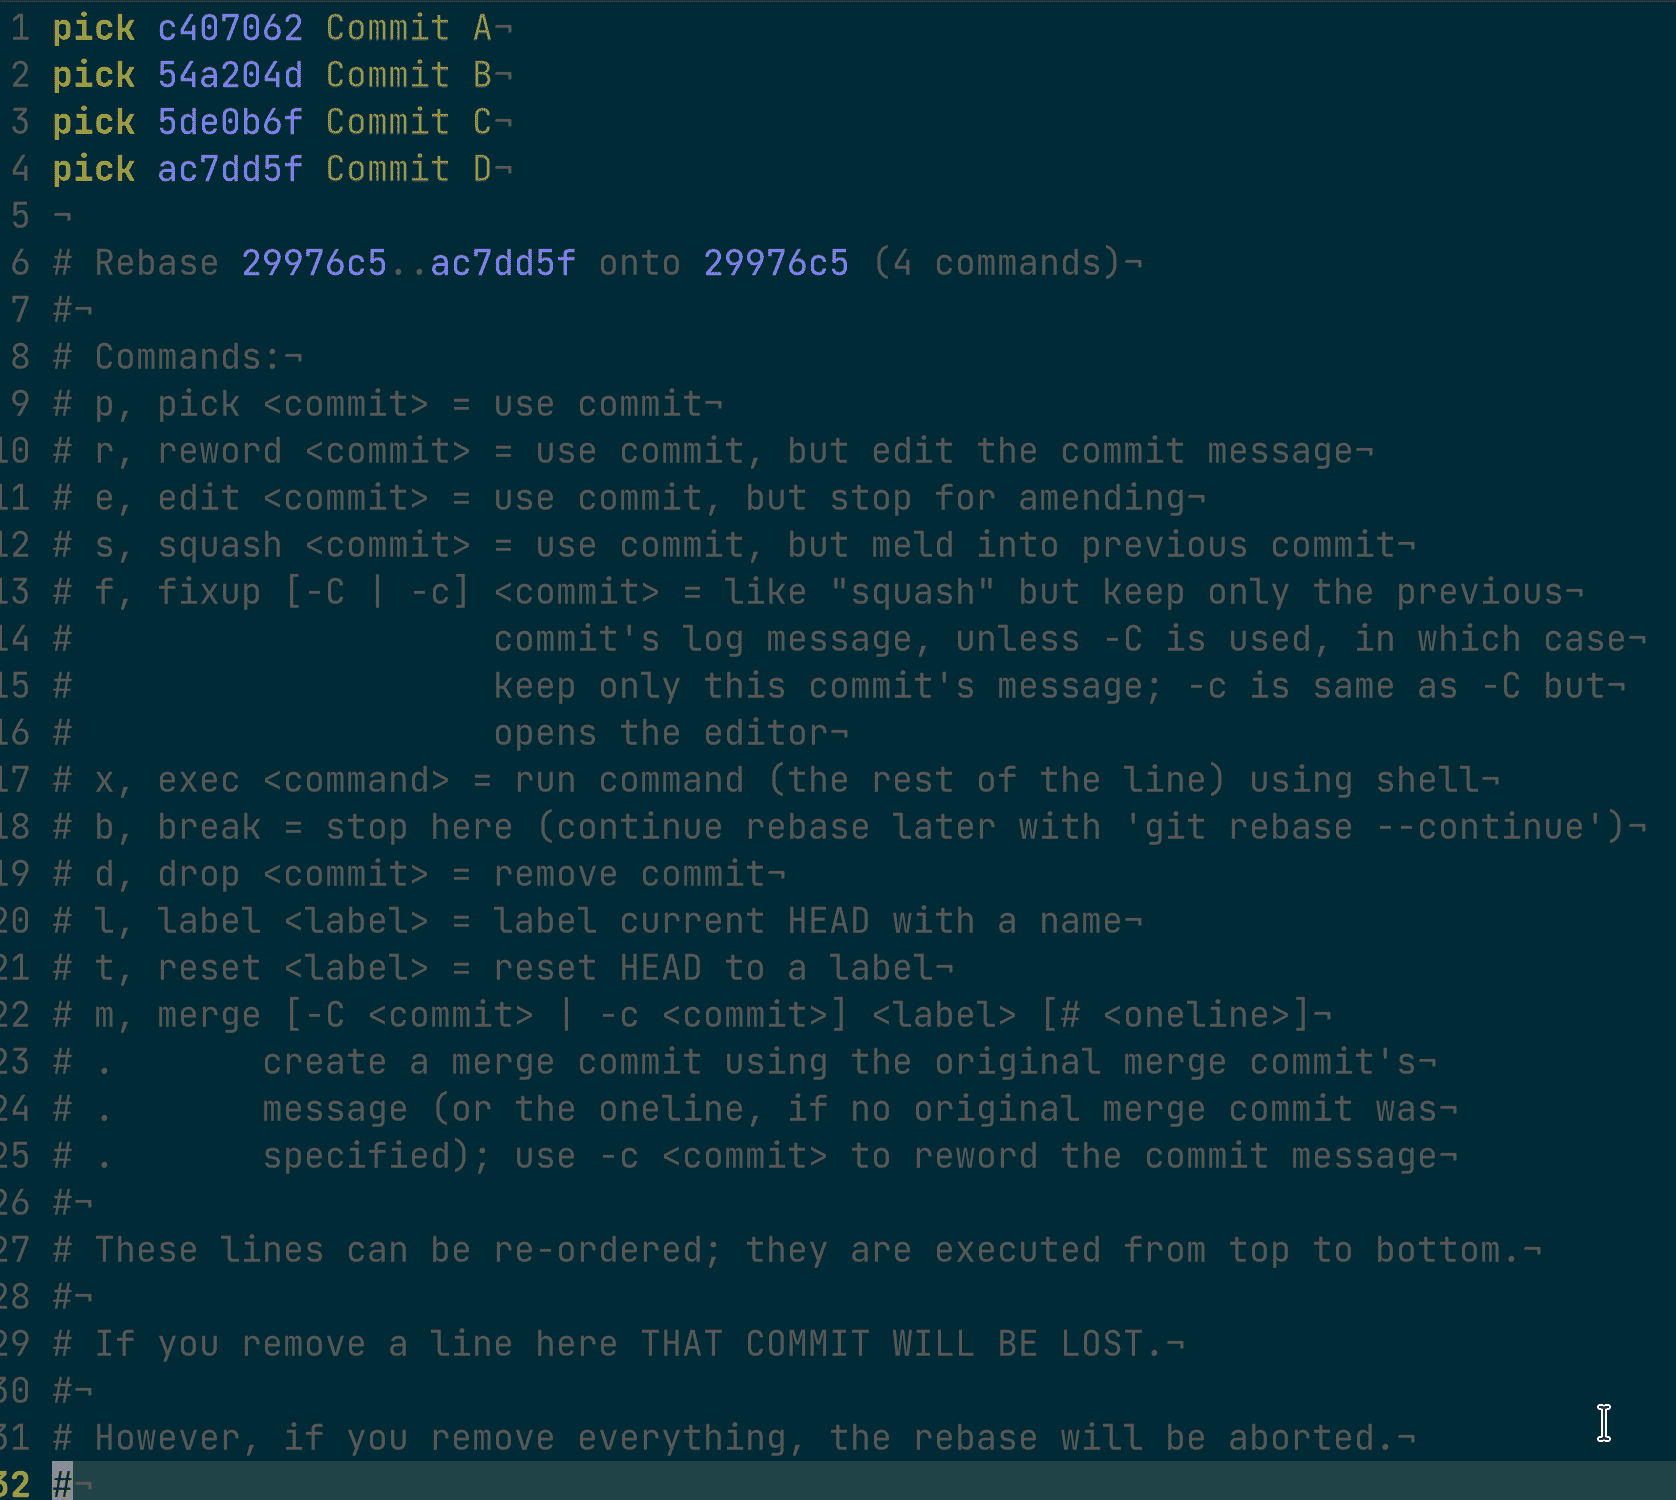 1 pick c407062 Commit A¬
2 pick 54a204d Commit B¬
3 pick 5de0b6f Commit C¬
4 pick ac7dd5f Commit D¬
5 ¬
6 # Rebase 29976c5..ac7dd5f onto 29976c5 (4 commands)¬
7 #¬
8 # Commands:¬
9 # p, pick <commit> = use commit¬
10 # r, reword <commit> = use commit, but edit the commit message¬
11 # e, edit <commit> = use commit, but stop for amending¬
12 # s, squash <commit> = use commit, but meld into previous commit¬
13 # f, fixup [-C | -c] <commit> = like "squash" but keep only the previous¬
14 #                    commit's log message, unless -C is used, in which case¬
15 #                    keep only this commit's message; -c is same as -C but¬
16 #                    opens the editor¬
17 # x, exec <command> = run command (the rest of the line) using shell¬
18 # b, break = stop here (continue rebase later with 'git rebase --continue')¬
19 # d, drop <commit> = remove commit¬
20 # l, label <label> = label current HEAD with a name¬
21 # t, reset <label> = reset HEAD to a label¬
22 # m, merge [-C <commit> | -c <commit>] <label> [# <oneline>]¬
23 # .       create a merge commit using the original merge commit's¬
24 # .       message (or the oneline, if no original merge commit was¬
25 # .       specified); use -c <commit> to reword the commit message¬
26 #¬
27 # These lines can be re-ordered; they are executed from top to bottom.¬
28 #¬
29 # If you remove a line here THAT COMMIT WILL BE LOST.¬
30 #¬
31 # However, if you remove everything, the rebase will be aborted.¬
32 #¬